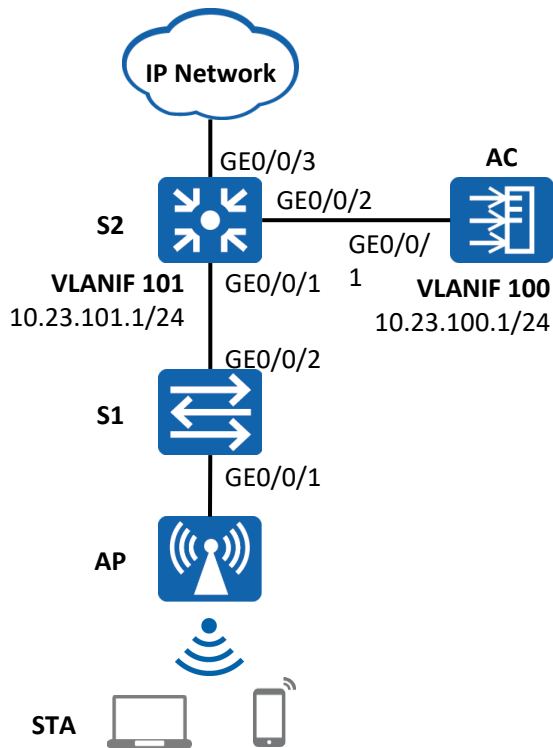 IP Network
GE0/0/3
AC
S2
GE0/0/2
GE0/0/
1
VLANIF 101
10.23.101.1/24
GE0/0/1
VLANIF 100
10.23.100.1/24
GE0/0/2
S1
GE0/0/1
AP
STA